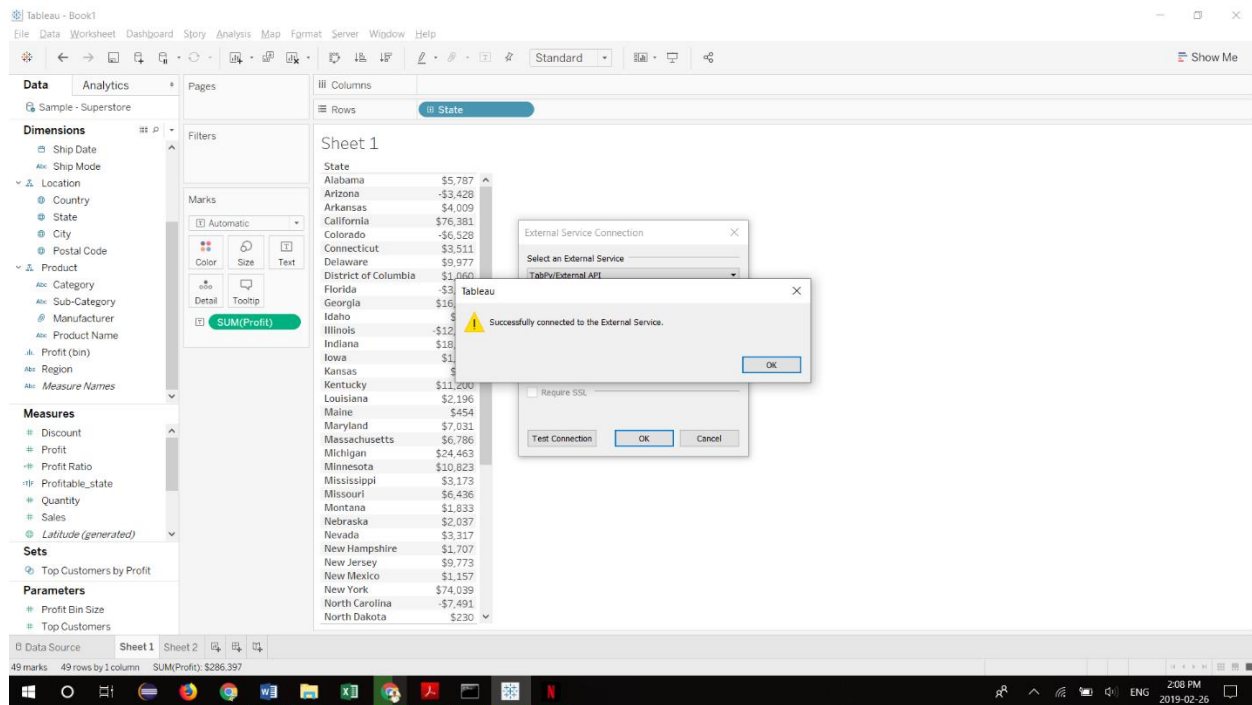 Tableau - Book1
File Data Worksheet Dashboard Story Analysis Map Format Server Window Help
Standard
Show Me
Data Analytics
Sample - Superstore
Dimensions
Ship Date
Abc Ship Mode
Location
Country
State
City
Postal Code
Product
Abc Category
Abc Sub-Category
Manufacturer
Abc Product Name
Profit (bin)
Abc Region
Abc Measure Names
Measures
# Discount
# Profit
=# Profit Ratio
=T|F Profitable_state
# Quantity
# Sales
Latitude (generated)
Sets
Top Customers by Profit
Parameters
# Profit Bin Size
# Top Customers
Pages
Filters
Marks
Automatic
Color Size Text
Detail Tooltip
SUM(Profit)
Columns
Rows State
Sheet 1
State
Alabama $5,787
Arizona -$3,428
Arkansas $4,009
California $76,381
Colorado -$6,528
Connecticut $3,511
Delaware $9,977
District of Columbia $1,060
Florida -$3,
Georgia $16,
Idaho $
Illinois -$12,
Indiana $18,
Iowa $1,
Kansas $
Kentucky $11,200
Louisiana $2,196
Maine $454
Maryland $7,031
Massachusetts $6,786
Michigan $24,463
Minnesota $10,823
Mississippi $3,173
Missouri $6,436
Montana $1,833
Nebraska $2,037
Nevada $3,317
New Hampshire $1,707
New Jersey $9,773
New Mexico $1,157
New York $74,039
North Carolina -$7,491
North Dakota $230
External Service Connection
Select an External Service
TabPy/External API
Tableau
Successfully connected to the External Service.
OK
Require SSL
Test Connection OK Cancel
Data Source Sheet 1 Sheet 2
49 marks 49 rows by 1 column SUM(Profit): $286,397
ENG 2:08 PM
2019-02-26